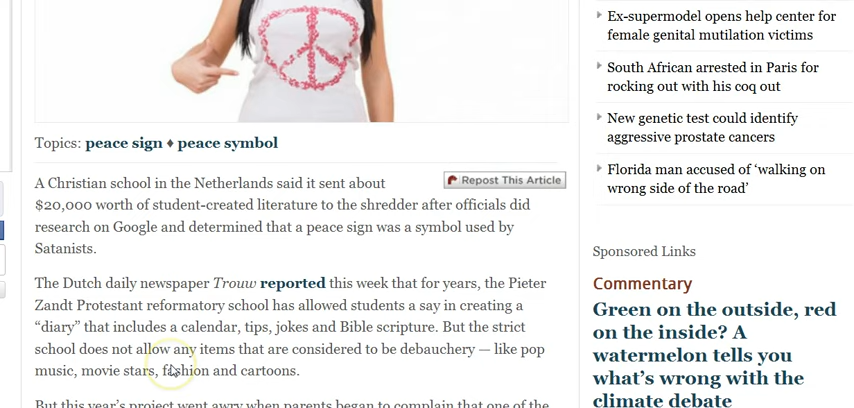 Topics: peace sign ♦ peace symbol
Repost This Article
A Christian school in the Netherlands said it sent about
$20,000 worth of student-created literature to the shredder after officials did
research on Google and determined that a peace sign was a symbol used by
Satanists.
The Dutch daily newspaper Trouw reported this week that for years, the Pieter
Zandt Protestant reformatory school has allowed students a say in creating a
“diary” that includes a calendar, tips, jokes and Bible scripture. But the strict
school does not allow any items that are considered to be debauchery — like pop
music, movie stars, fashion and cartoons.
But this year’s project went awry when parents began to complain that one of the
Ex-supermodel opens help center for
female genital mutilation victims
South African arrested in Paris for
rocking out with his coq out
New genetic test could identify
aggressive prostate cancers
Florida man accused of ‘walking on
wrong side of the road’
Sponsored Links
Commentary
Green on the outside, red
on the inside? A
watermelon tells you
what’s wrong with the
climate debate